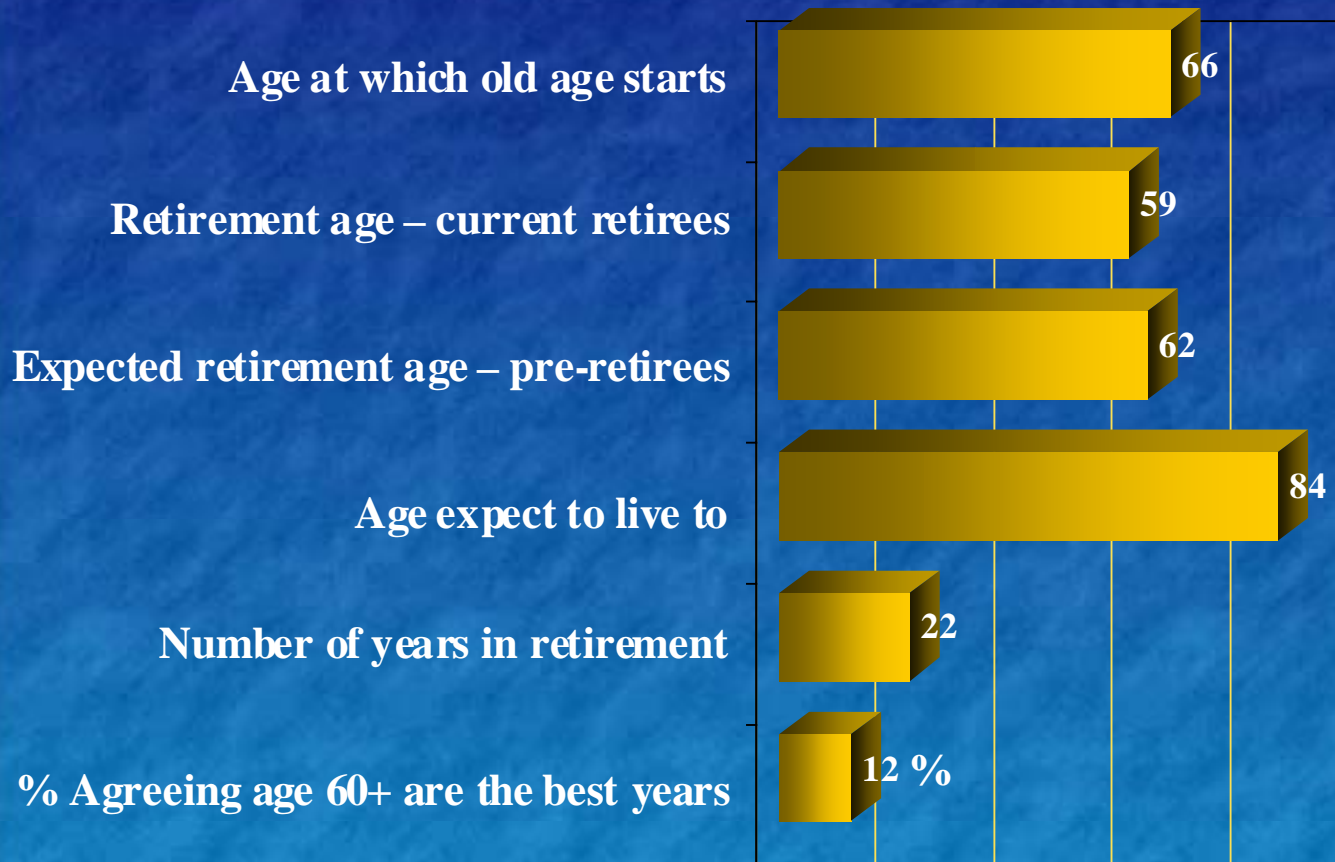 Age at which old age starts 66
Retirement age – current retirees 59
Expected retirement age – pre-retirees 62
Age expect to live to 84
Number of years in retirement 22
% Agreeing age 60+ are the best years 12 %